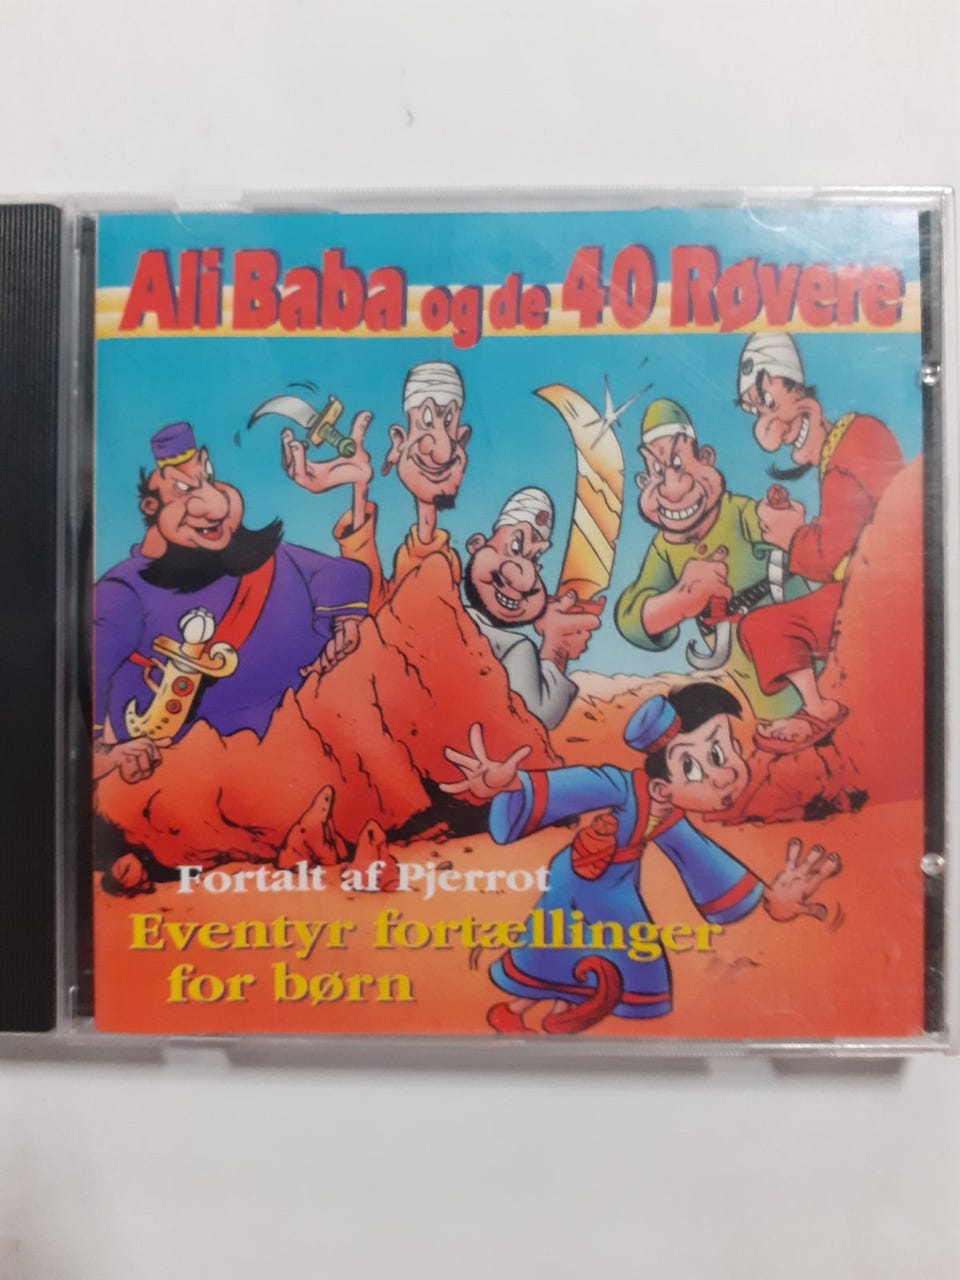 Ali Baba og de 40 Røvere
Fortalt af Pjerrot
Eventyr fortællinger
for børn